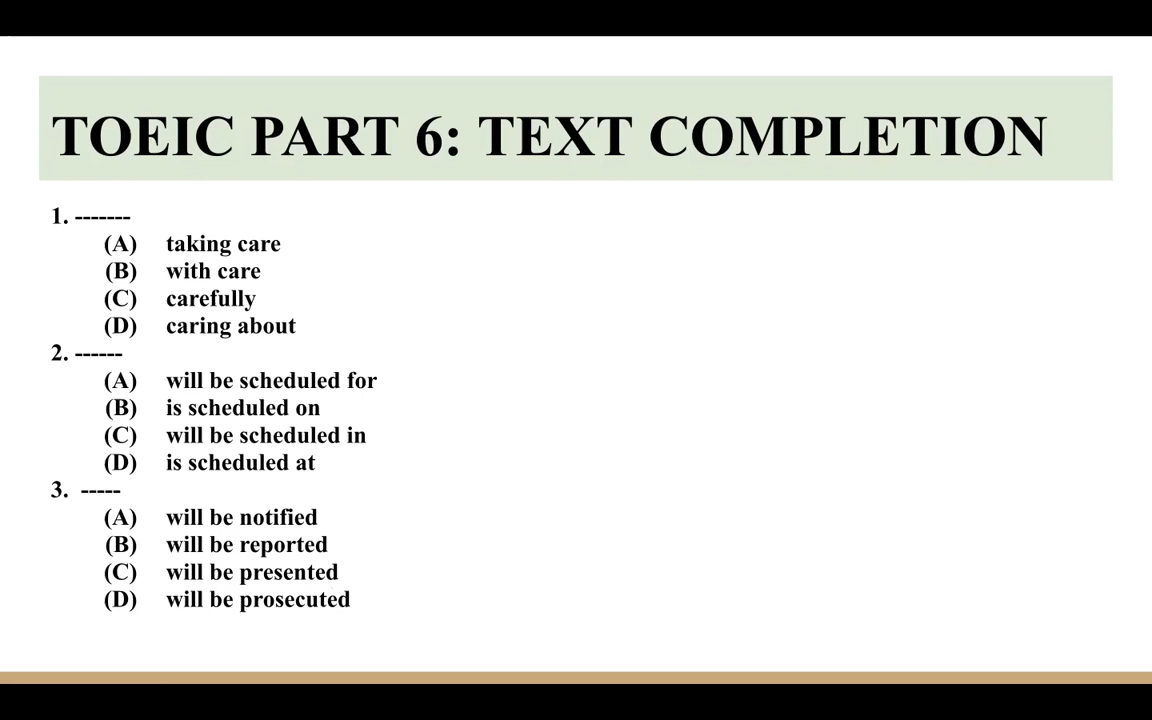 TOEIC PART 6: TEXT COMPLETION
1. -------
(A) taking care
(B) with care
(C) carefully
(D) caring about
2. ------
(A) will be scheduled for
(B) is scheduled on
(C) will be scheduled in
(D) is scheduled at
3. -----
(A) will be notified
(B) will be reported
(C) will be presented
(D) will be prosecuted